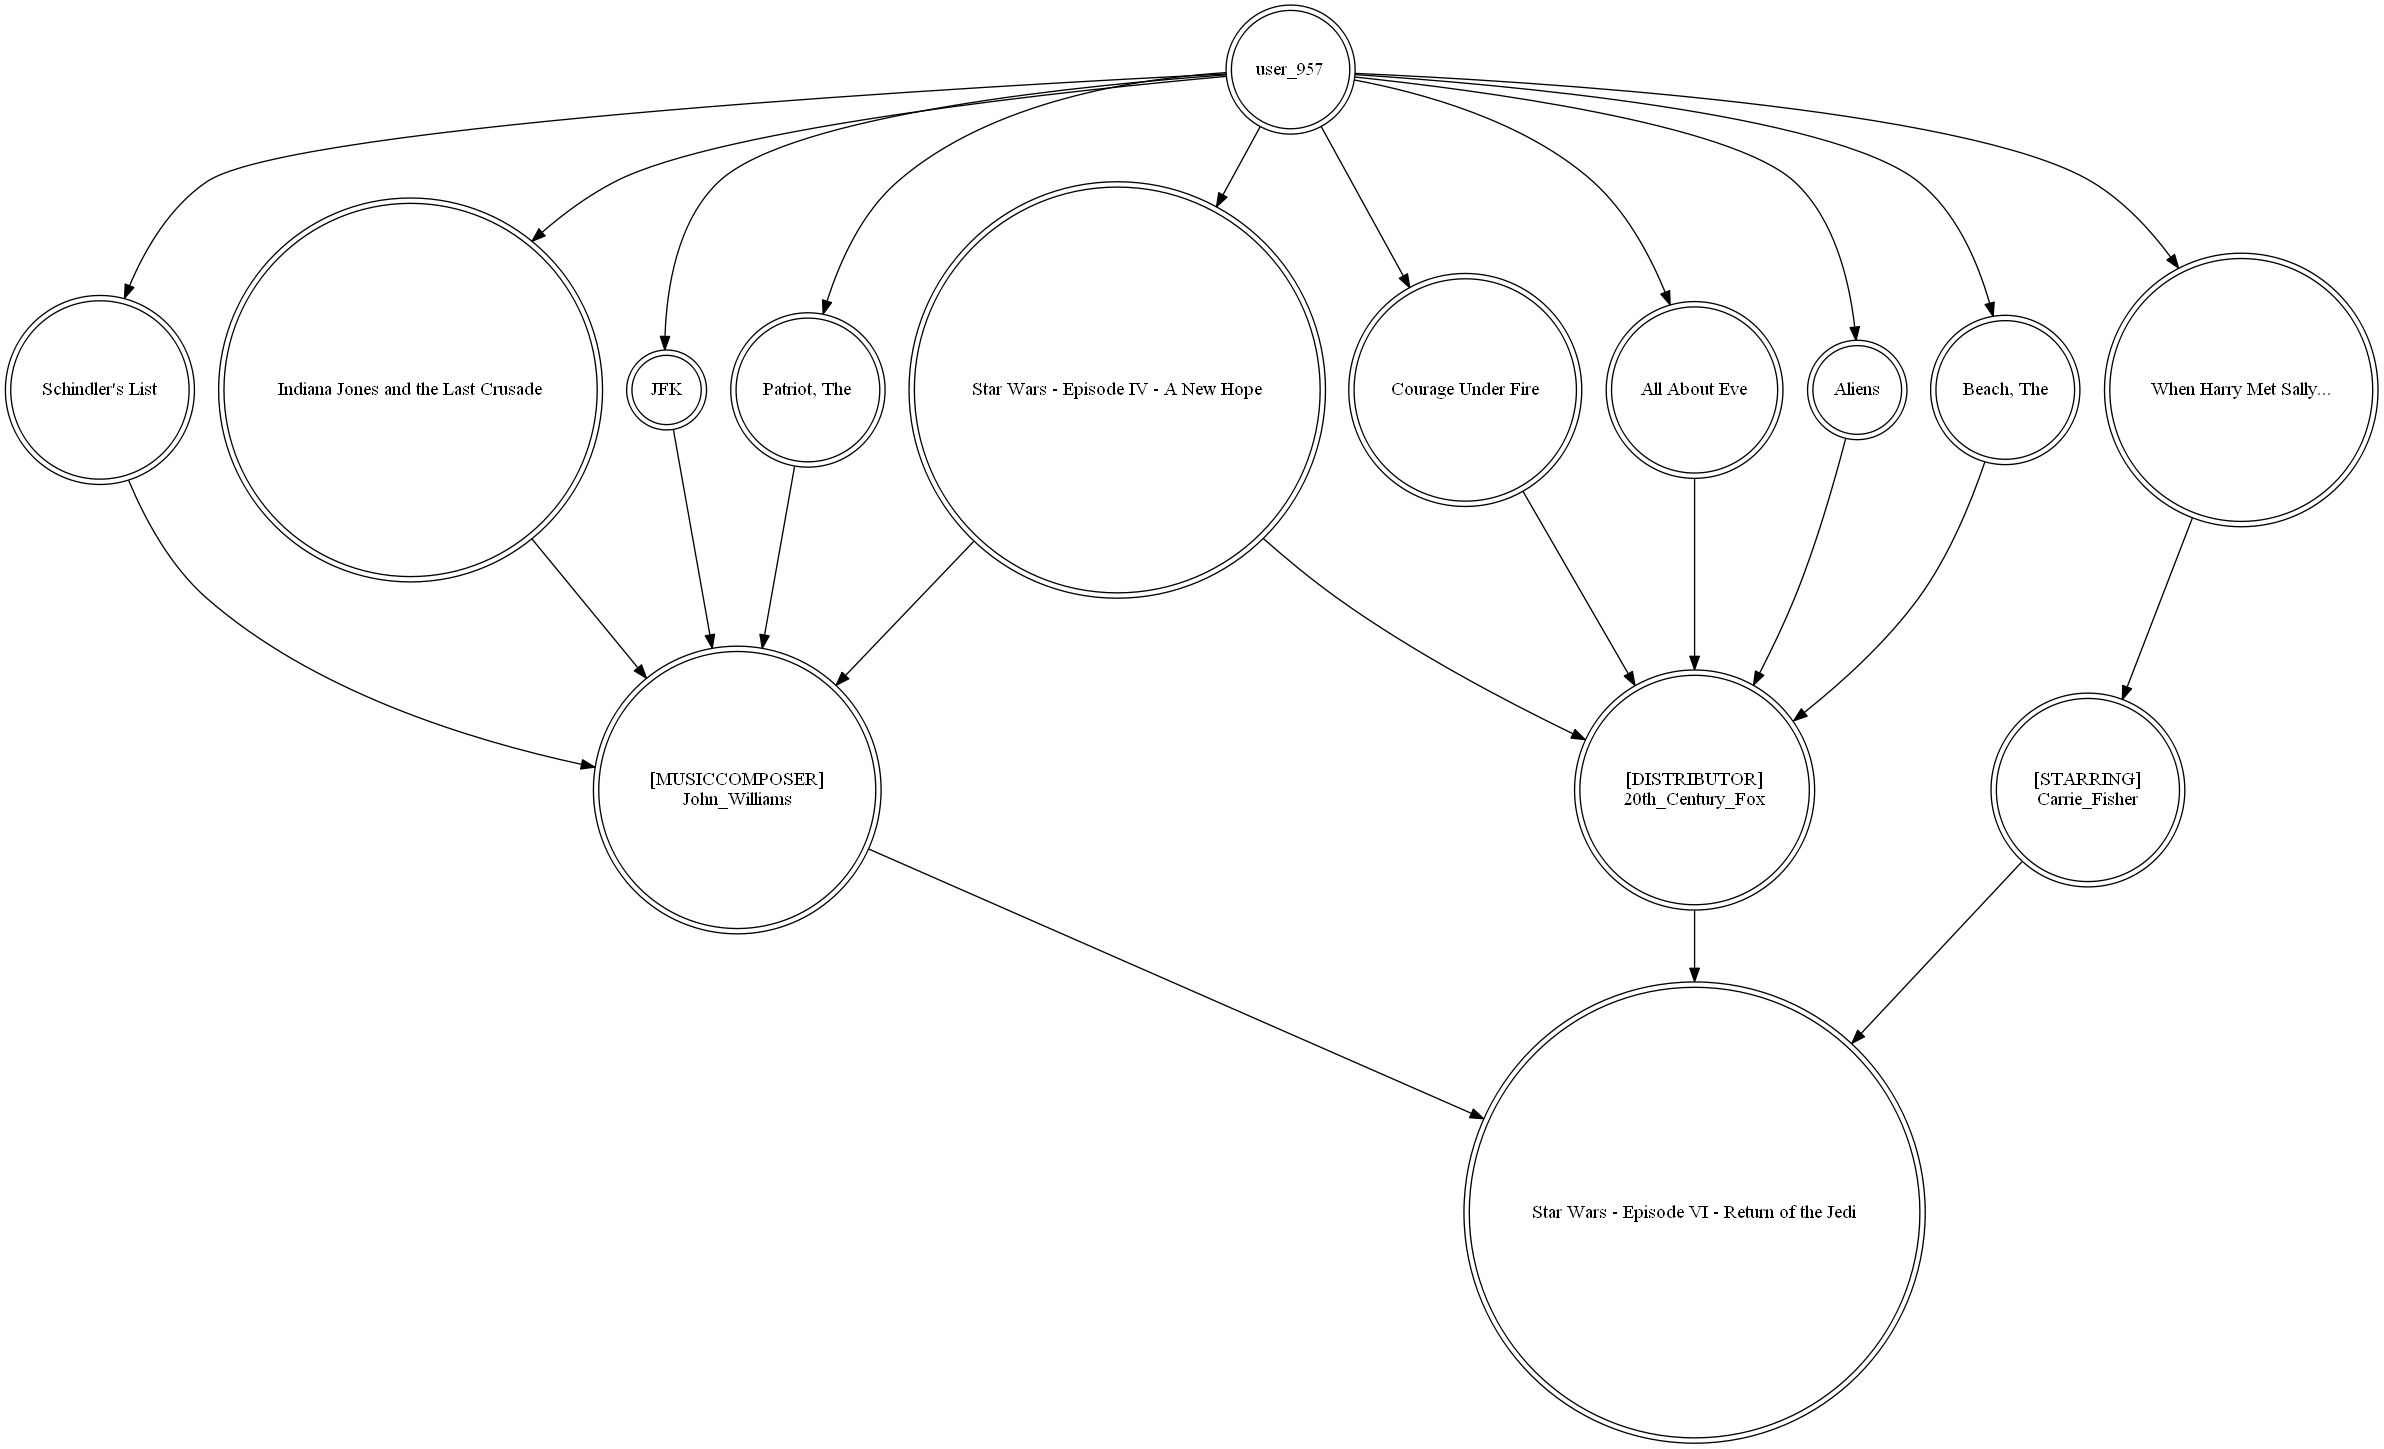 user_957
Schindler's List
Indiana Jones and the Last Crusade
JFK
Patriot, The
Star Wars - Episode IV - A New Hope
Courage Under Fire
All About Eve
Aliens
Beach, The
When Harry Met Sally...
[MUSICCOMPOSER]
John_Williams
[DISTRIBUTOR]
20th_Century_Fox
[STARRING]
Carrie_Fisher
Star Wars - Episode VI - Return of the Jedi